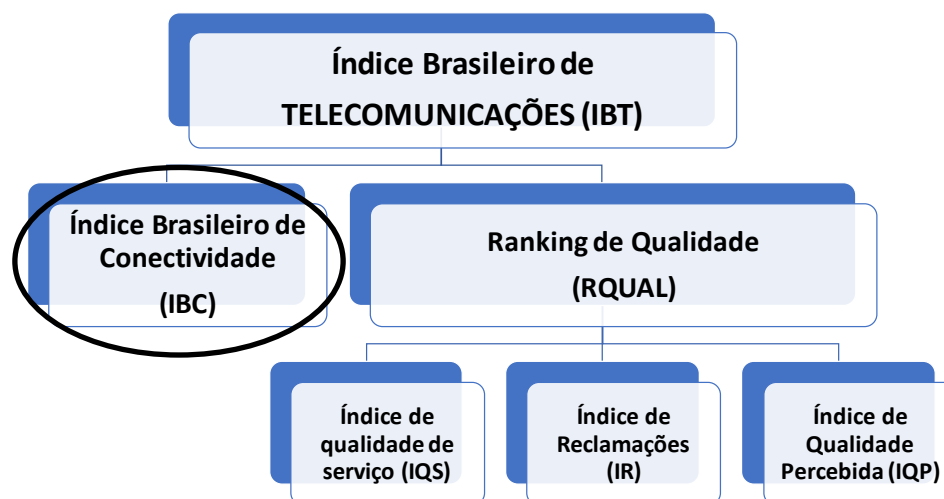 Índice Brasileiro de
TELECOMUNICAÇÕES (IBT)
Índice Brasileiro de
Conectividade
(IBC)
Ranking de Qualidade
(RQUAL)
Índice de
qualidade de
serviço (IQS)
Índice de
Reclamações
(IR)
Índice de
Qualidade
Percebida (IQP)